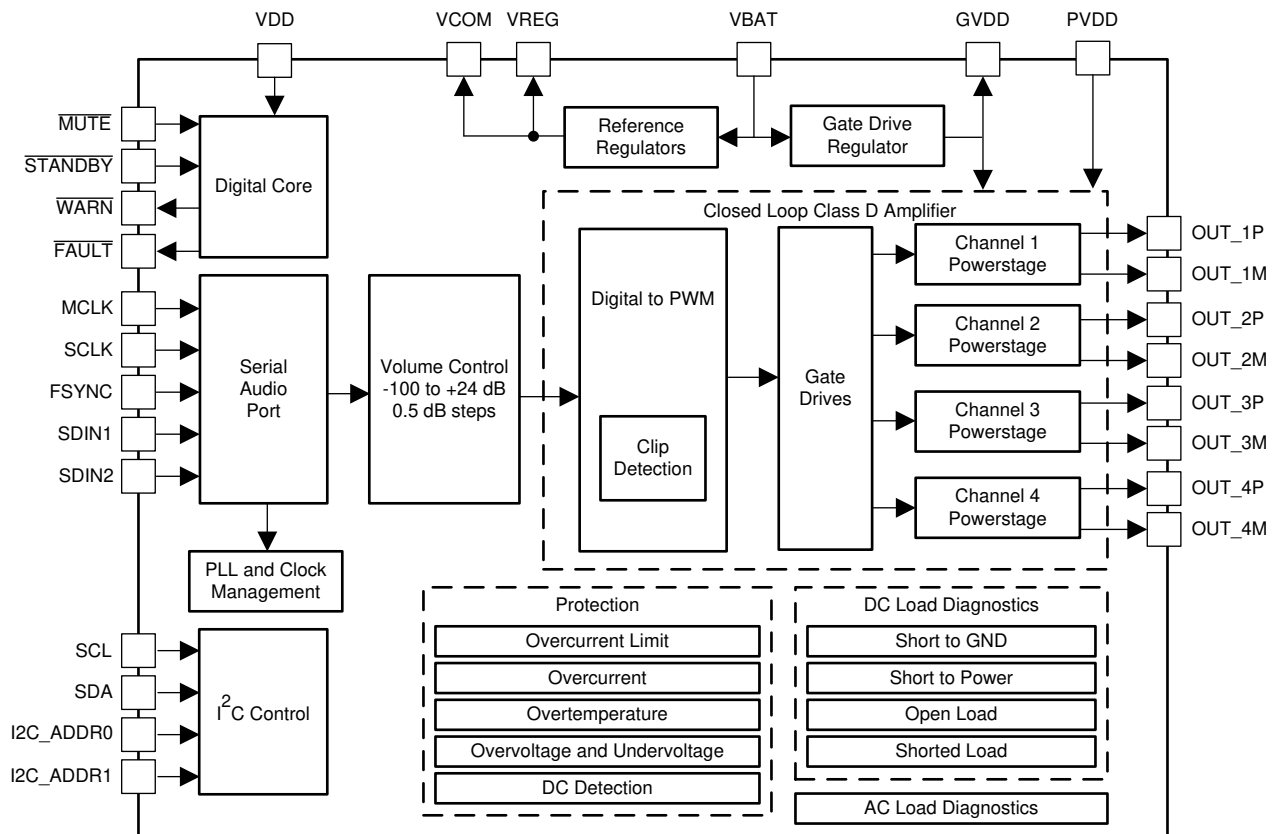 VDD
VCOM
VREG
VBAT
GVDD
PVDD
MUTE
STANDBY
WARN
FAULT
Digital Core
Reference
Regulators
Gate Drive
Regulator
MCLK
SCLK
FSYNC
SDIN1
SDIN2
Serial
Audio
Port
Volume Control
-100 to +24 dB
0.5 dB steps
Closed Loop Class D Amplifier
Digital to PWM
Clip
Detection
Gate
Drives
Channel 1
Powerstage
Channel 2
Powerstage
Channel 3
Powerstage
Channel 4
Powerstage
OUT_1P
OUT_1M
OUT_2P
OUT_2M
OUT_3P
OUT_3M
OUT_4P
OUT_4M
PLL and Clock
Management
SCL
SDA
I2C_ADDR0
I2C_ADDR1
I2C Control
Protection
Overcurrent Limit
Overcurrent
Overtemperature
Overvoltage and Undervoltage
DC Detection
DC Load Diagnostics
Short to GND
Short to Power
Open Load
Shorted Load
AC Load Diagnostics